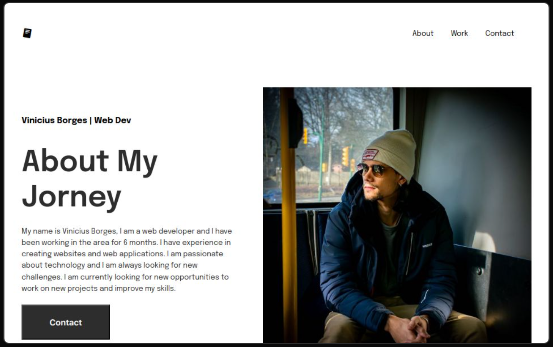 About Work Contact
Vinicius Borges | Web Dev
About My
Jorney
My name is Vinicius Borges, I am a web developer and I have
been working in the area for 6 months. I have experience in
creating websites and web applications. I am passionate
about technology and I am always looking for new
challenges. I am currently looking for new opportunities to
work on new projects and improve my skills.
Contact